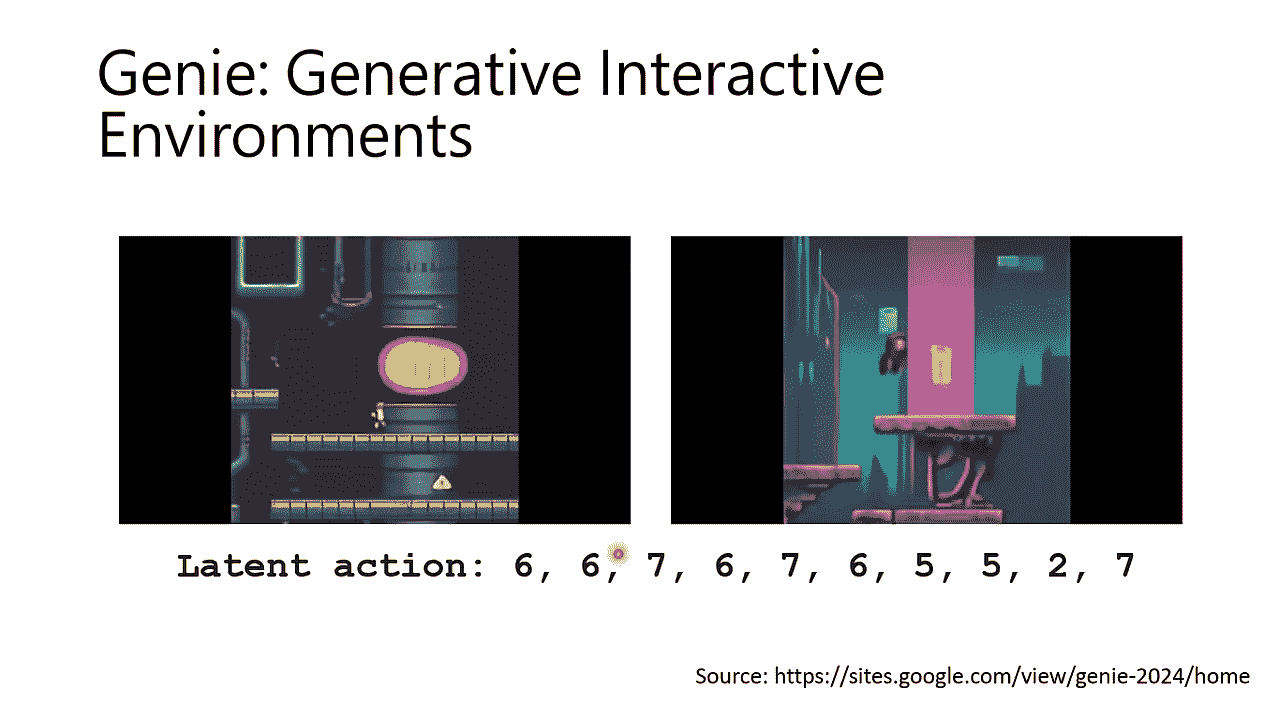 Genie: Generative Interactive
Environments
Latent action: 6, 6, 7, 6, 7, 6, 5, 5, 2, 7
Source: https://sites.google.com/view/genie-2024/home